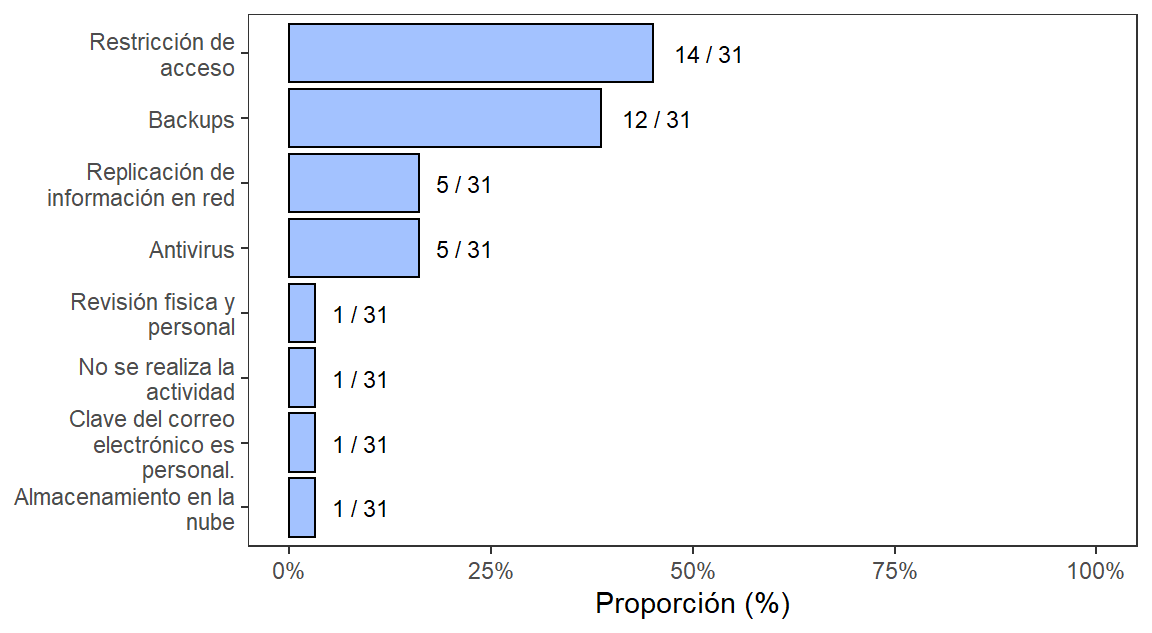 Restricción de
acceso
14 / 31
Backups
12 / 31
Replicación de
información en red
5 / 31
Antivirus
5 / 31
Revisión fisica y
personal
1 / 31
No se realiza la
actividad
1 / 31
Clave del correo
electrónico es
personal.
1 / 31
Almacenamiento en la
nube
1 / 31
0% 25% 50% 75% 100%
Proporción (%)